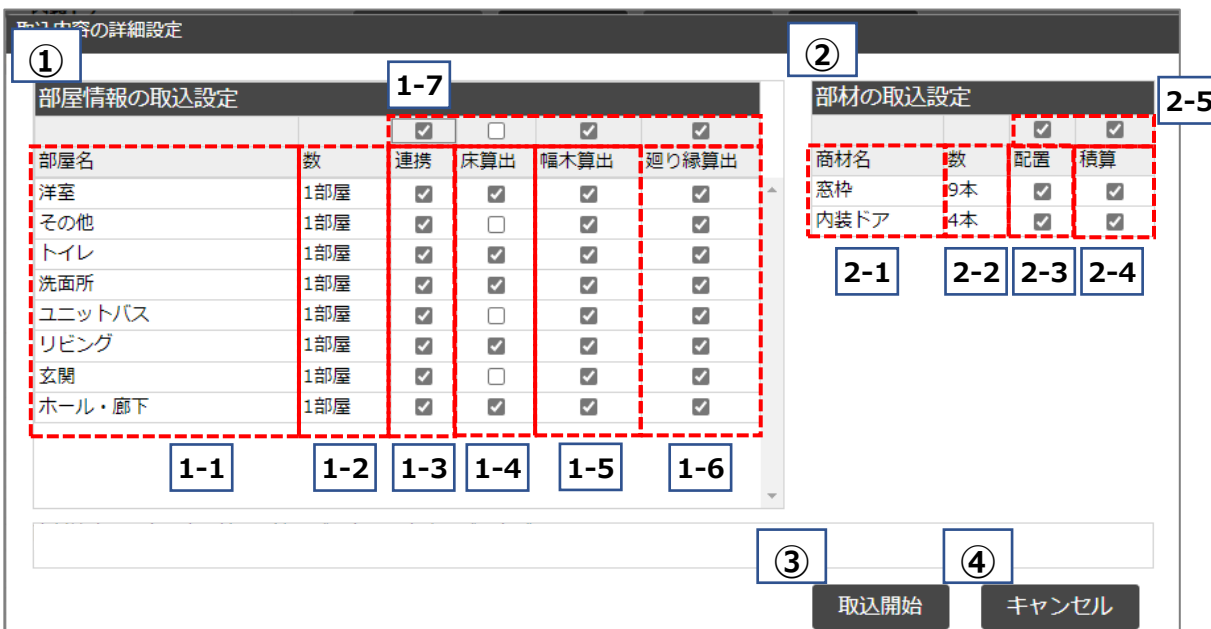 取込内容の詳細設定
① ②
部屋情報の取込設定 1-7 部材の取込設定 2-5
部屋名 数 連携 床算出 幅木算出 廻り縁算出 商材名 数 配置 積算
洋室 1部屋 窓枠 9本
その他 1部屋 内装ドア 4本
トイレ 1部屋
洗面所 1部屋 2-1 2-2 2-3 2-4
ユニットバス 1部屋
リビング 1部屋
玄関 1部屋
ホール・廊下 1部屋
1-1 1-2 1-3 1-4 1-5 1-6
③ ④
取込開始 キャンセル